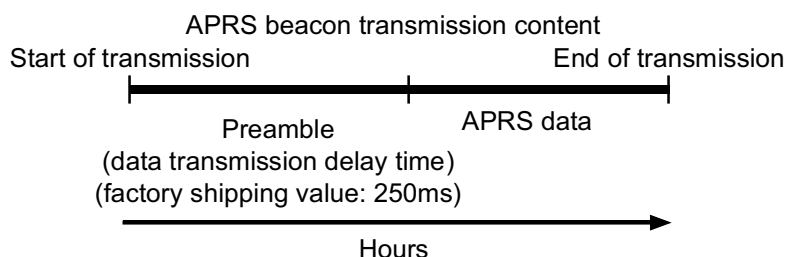 APRS beacon transmission content
Start of transmission
End of transmission
Preamble
(data transmission delay time)
(factory shipping value: 250ms)
APRS data
Hours